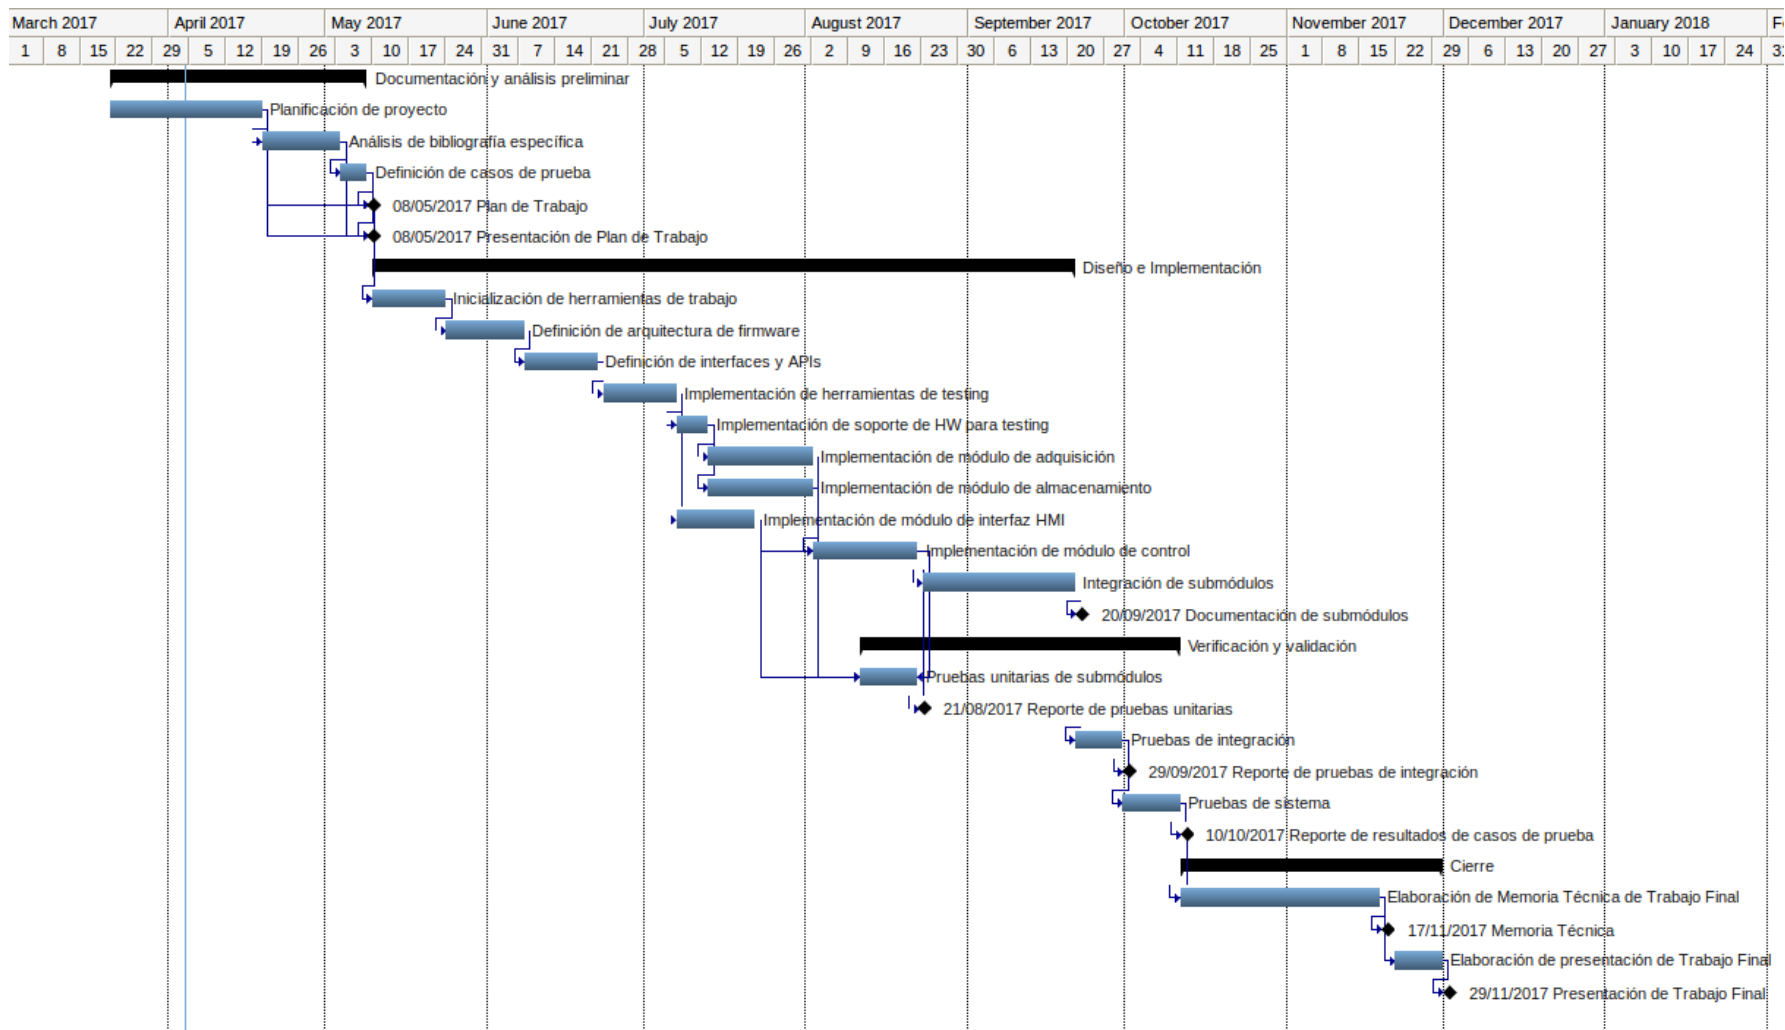 March 2017 April 2017 May 2017 June 2017 July 2017 August 2017 September 2017 October 2017 November 2017 December 2017 January 2018
1 8 15 22 29 5 12 19 26 3 10 17 24 31 7 14 21 28 5 12 19 26 2 9 16 23 30 6 13 20 27 4 11 18 25 1 8 15 22 29 6 13 20 27 3 10 17 24 31
Documentación y análisis preliminar
Planificación de proyecto
Análisis de bibliografía específica
Definición de casos de prueba
08/05/2017 Plan de Trabajo
08/05/2017 Presentación de Plan de Trabajo
Diseño e Implementación
Inicialización de herramientas de trabajo
Definición de arquitectura de firmware
Definición de interfaces y APIs
Implementación de herramientas de testing
Implementación de soporte de HW para testing
Implementación de módulo de adquisición
Implementación de módulo de almacenamiento
Implementación de módulo de interfaz HMI
Implementación de módulo de control
Integración de submódulos
20/09/2017 Documentación de submódulos
Verificación y validación
Pruebas unitarias de submódulos
21/08/2017 Reporte de pruebas unitarias
Pruebas de integración
29/09/2017 Reporte de pruebas de integración
Pruebas de sistema
10/10/2017 Reporte de resultados de casos de prueba
Cierre
Elaboración de Memoria Técnica de Trabajo Final
17/11/2017 Memoria Técnica
Elaboración de presentación de Trabajo Final
29/11/2017 Presentación de Trabajo Final